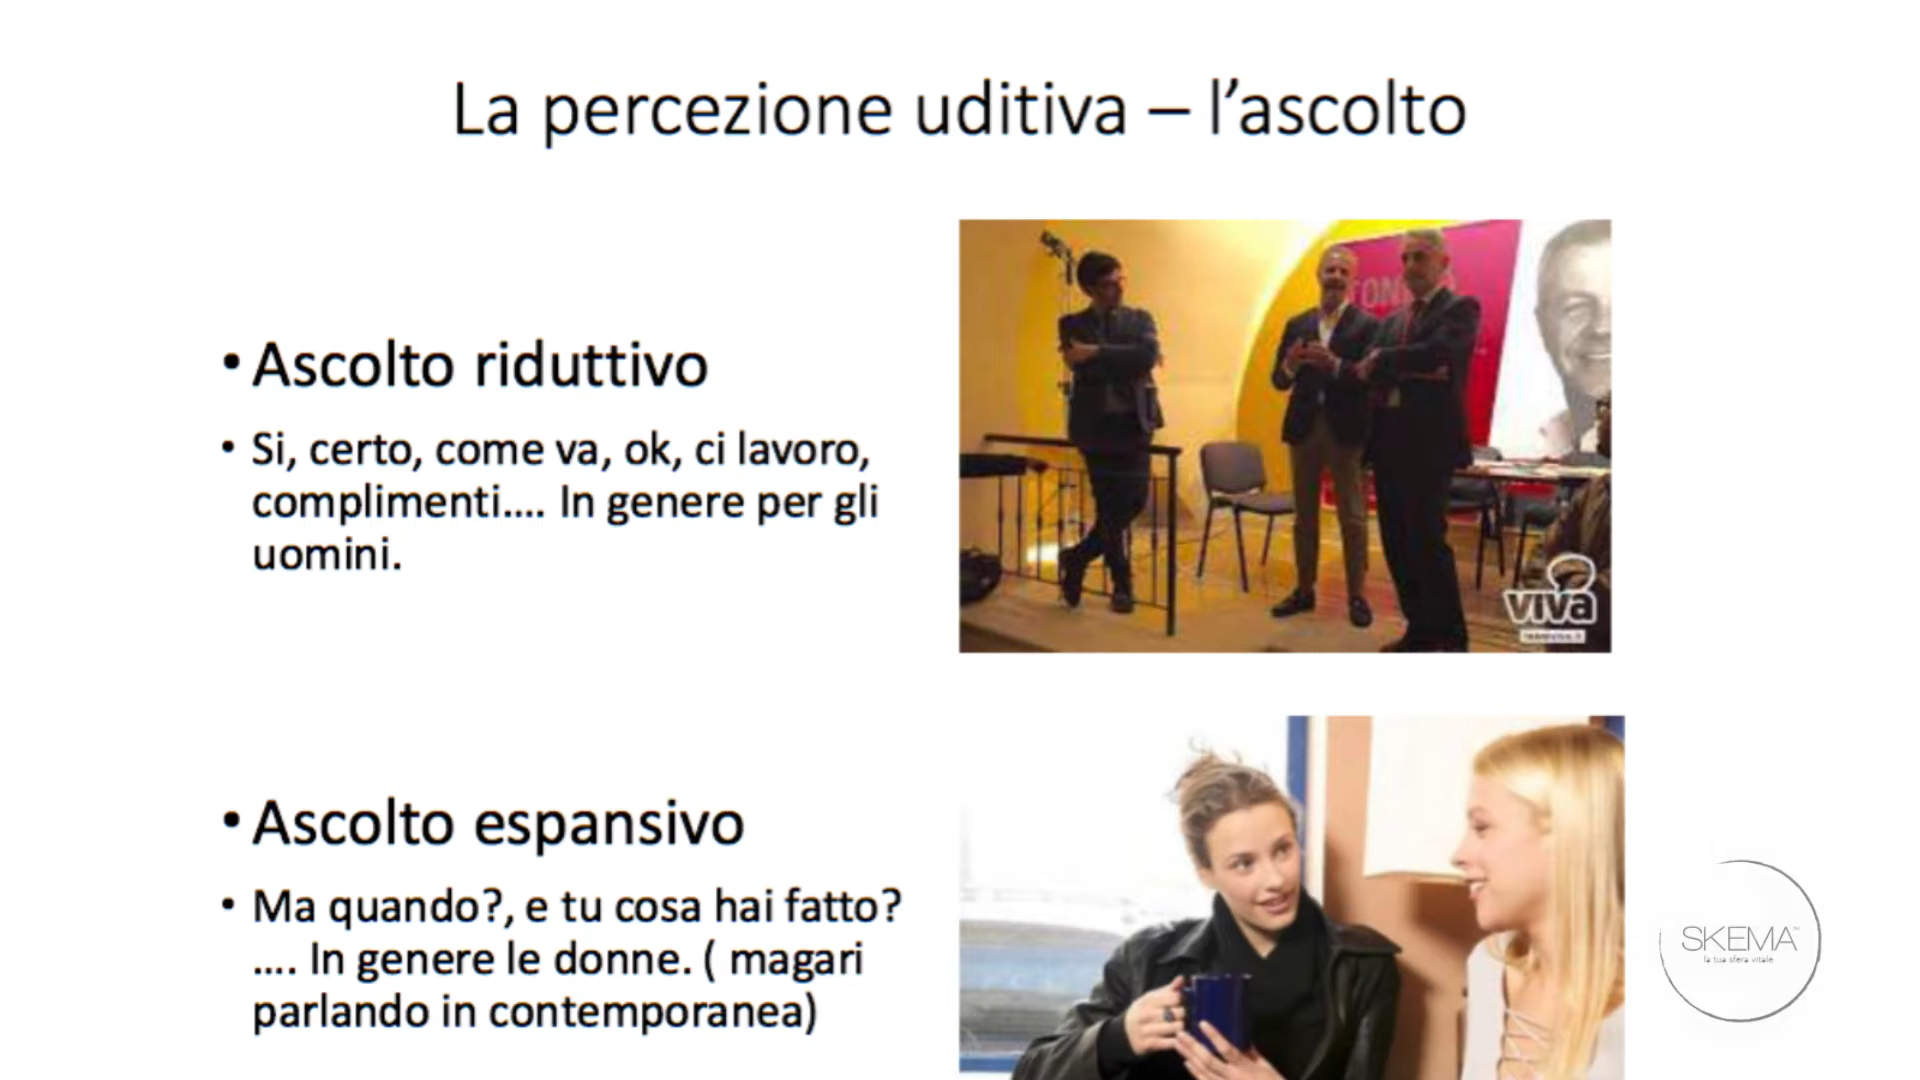 La percezione uditiva – l’ascolto
• Ascolto riduttivo
• Si, certo, come va, ok, ci lavoro,
complimenti.... In genere per gli
uomini.
TON
viva
• Ascolto espansivo
• Ma quando?, e tu cosa hai fatto?
.... In genere le donne. ( magari
parlando in contemporanea)
SKEMA™
la tua sfera vitale